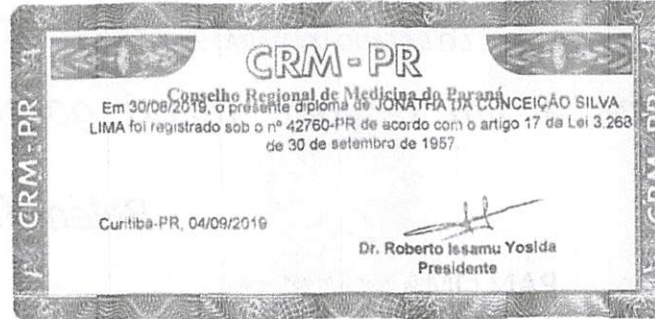 CRM-PR
Conselho Regional de Medicina do Paraná
Em 30/08/2019, o presente diploma de JONATHA DA CONCEIÇÃO SILVA
LIMA foi registrado sob o nº 42760-PR de acordo com o artigo 17 da Lei 3.268
de 30 de setembro de 1957
Curitiba-PR, 04/09/2019
Dr. Roberto Issamu Yosida
Presidente
CRM-PR
CRM-PR